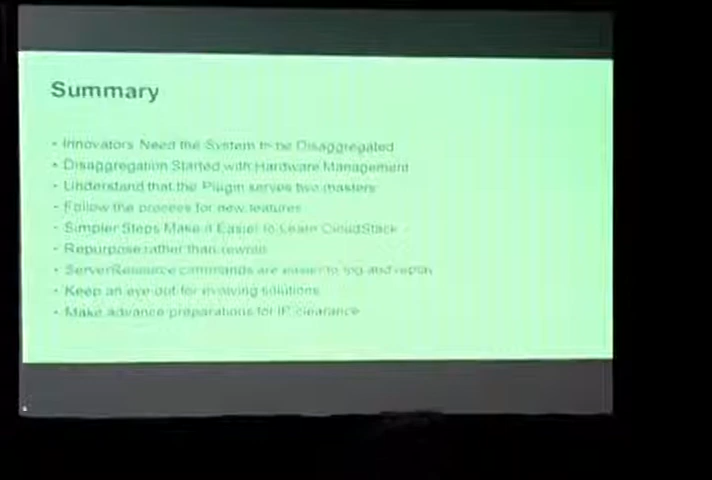 Summary
- Innovators Need the System to be Disaggregated
- Disaggregation Started with Hardware Management
- Understand that the Plugin serves two masters
- Follow the process for new features
- Simpler Steps Make it Easier to Learn CloudStack
- Repurpose rather than rewrite
- ServerResource commands are easier to log and replay
- Keep an eye out for evolving solutions
- Make advance preparations for IP clearance